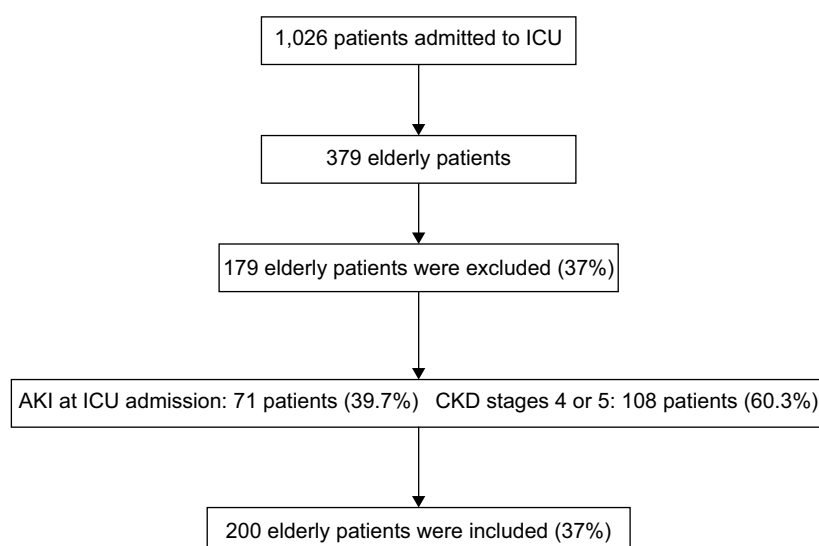 1,026 patients admitted to ICU
379 elderly patients
179 elderly patients were excluded (37%)
AKI at ICU admission: 71 patients (39.7%) CKD stages 4 or 5: 108 patients (60.3%)
200 elderly patients were included (37%)